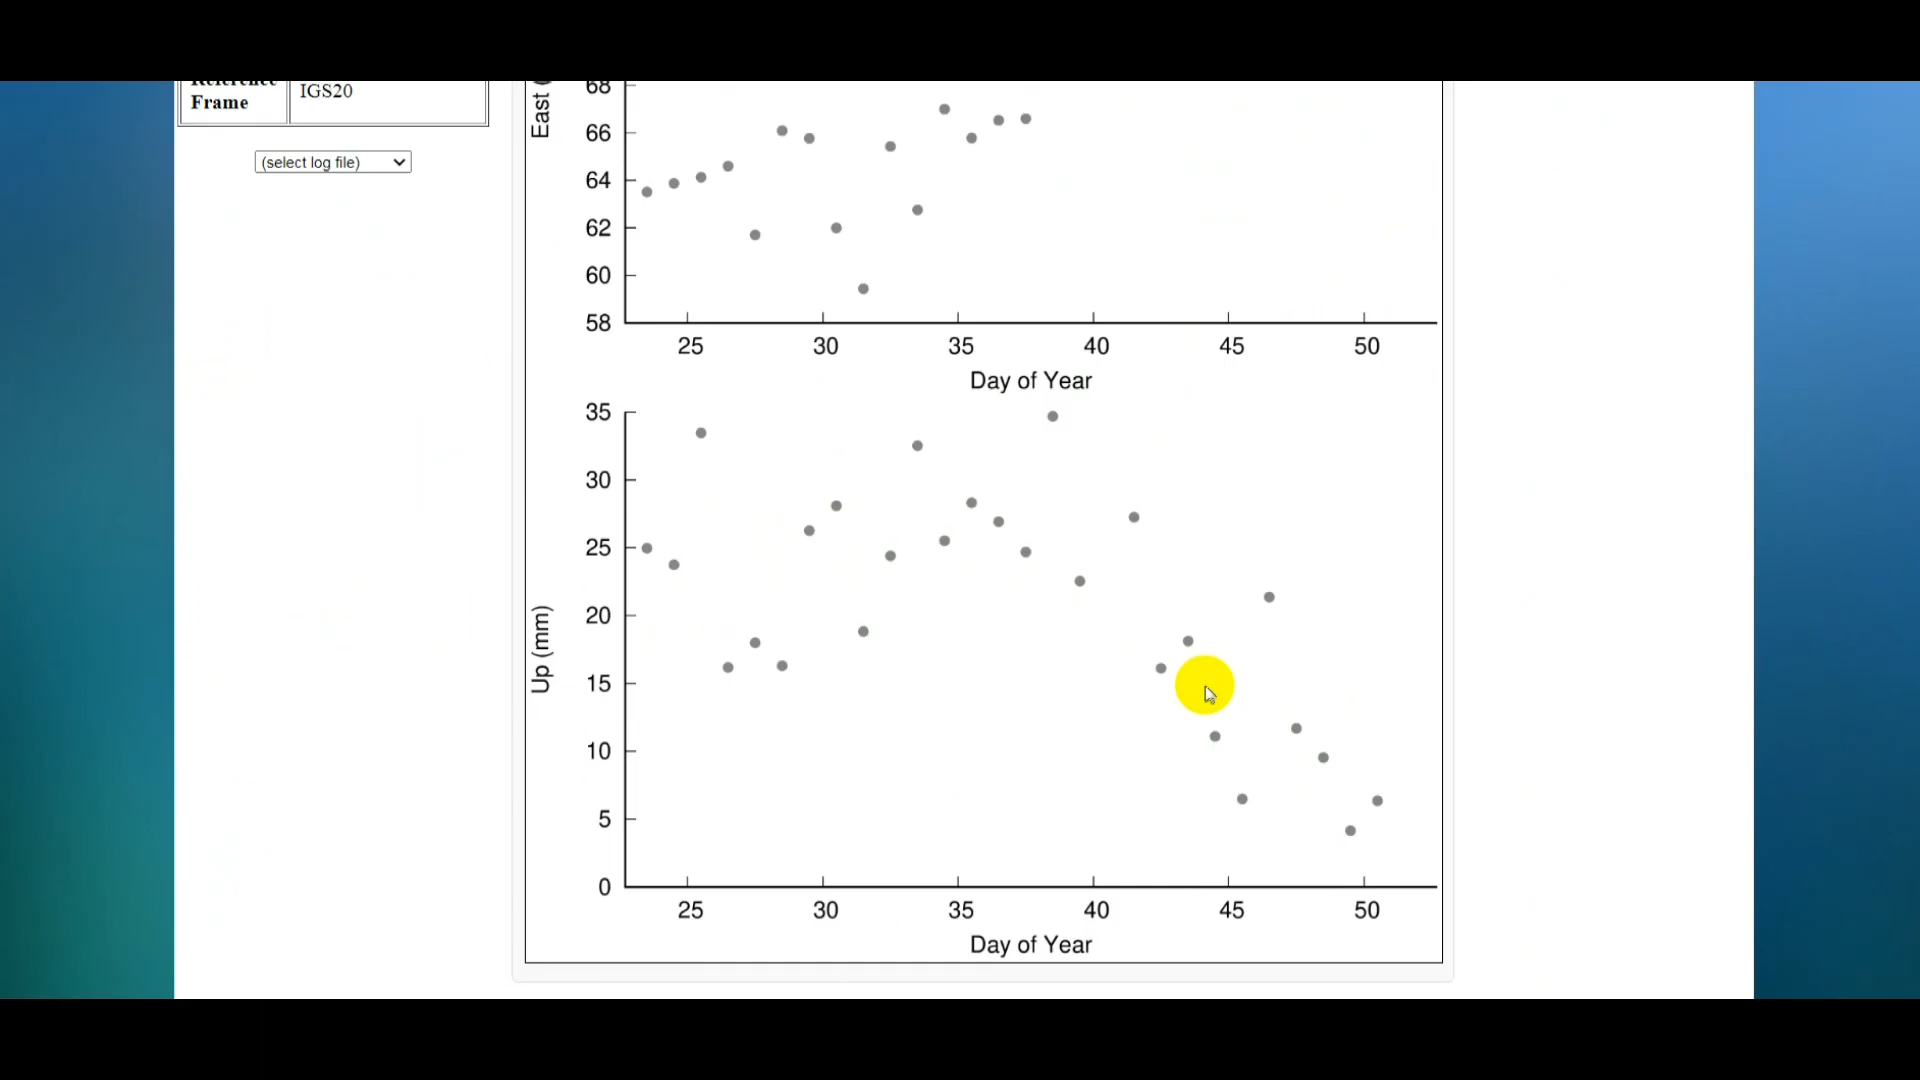 Reference
Frame
IGS20
(select log file)
East (
68
66
64
62
60
58
25 30 35 40 45 50
Day of Year
Up (mm)
35
30
25
20
15
10
5
0
25 30 35 40 45 50
Day of Year